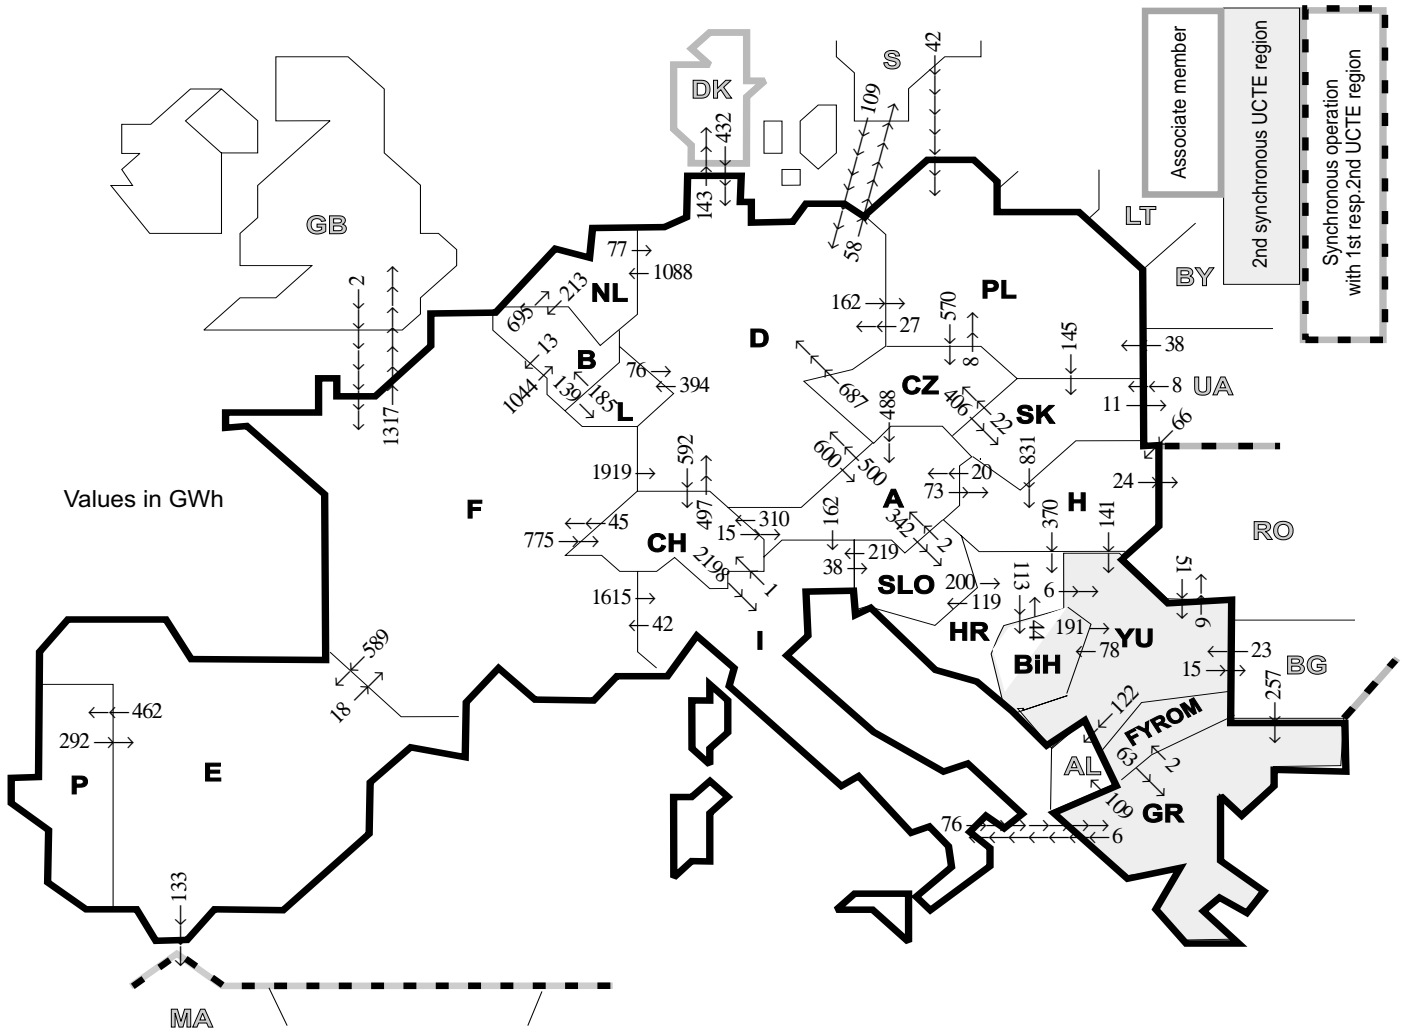 42
S
DK
109
Associate member
2nd synchronous UCTE region
Synchronous operation
with 1st resp.2nd UCTE region
432
143
LT
GB
58
77
1088
BY
2
213
NL
695
PL
162
570
27
145
D
13
B
38
8
76
394
CZ
1044
139
185
687
406
22
SK
8
UA
11
L
488
66
1317
592
600
500
831
1919
20
24
Values in GWh
F
73
A
H
497
310
162
342
370
141
45
15
2
RO
775
CH
219
2198
1
38
SLO
200
113
6
51
1615
119
6
42
I
HR
44
191
YU
589
BiH
78
23
15
BG
257
18
122
462
FYROM
292
63
2
P
E
AL
109
GR
76
6
133
MA